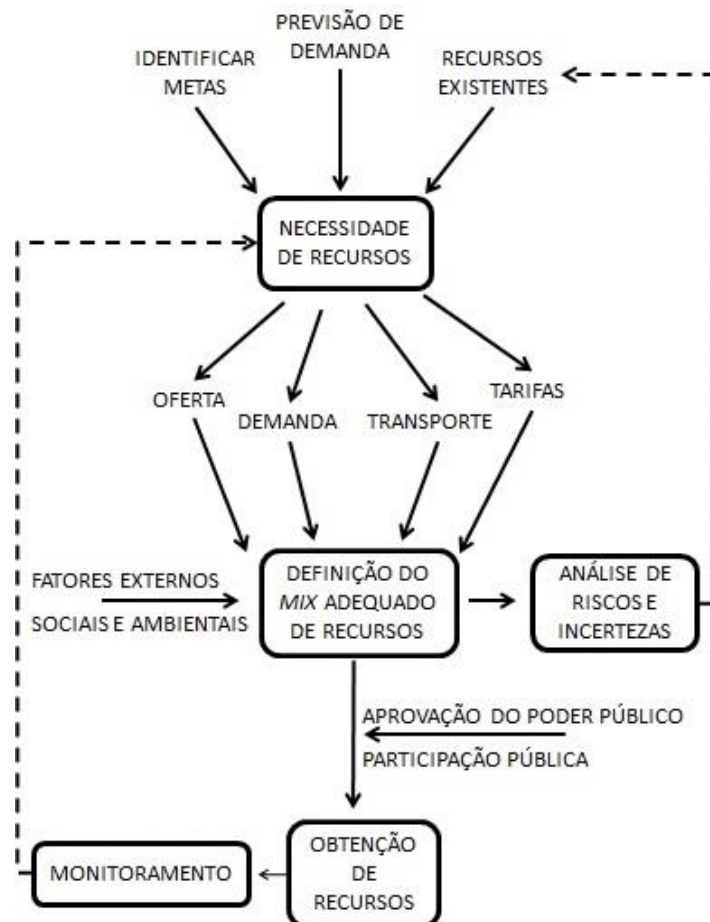 PREVISÃO DE
DEMANDA
IDENTIFICAR
METAS
RECURSOS
EXISTENTES
NECESSIDADE
DE RECURSOS
OFERTA
DEMANDA
TRANSPORTE
TARIFAS
FATORES EXTERNOS
SOCIAIS E AMBIENTAIS
DEFINIÇÃO DO
MIX ADEQUADO
DE RECURSOS
ANÁLISE DE
RISCOS E
INCERTEZAS
APROVAÇÃO DO PODER PÚBLICO
PARTICIPAÇÃO PÚBLICA
OBTENÇÃO
DE
RECURSOS
MONITORAMENTO